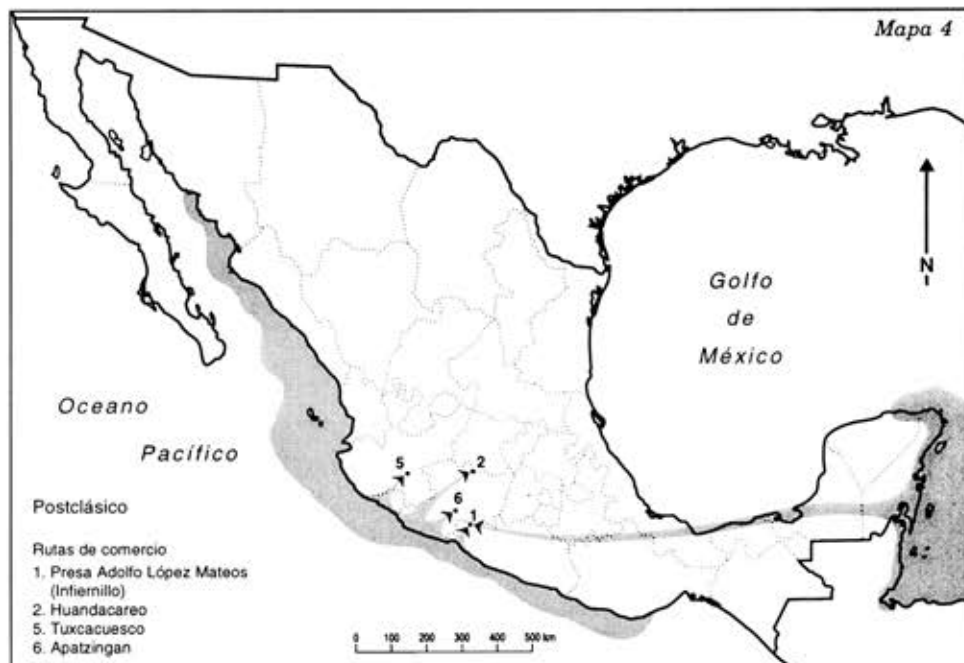 Mapa 4
N
Golfo
de
México
Oceano
Pacífico
5
2
6
1
Postclásico
Rutas de comercio
1. Presa Adolfo López Mateos
(Infiernillo)
2. Huandacareo
5. Tuxcacuesco
6. Apatzingan
0 100 200 300 400 500 km